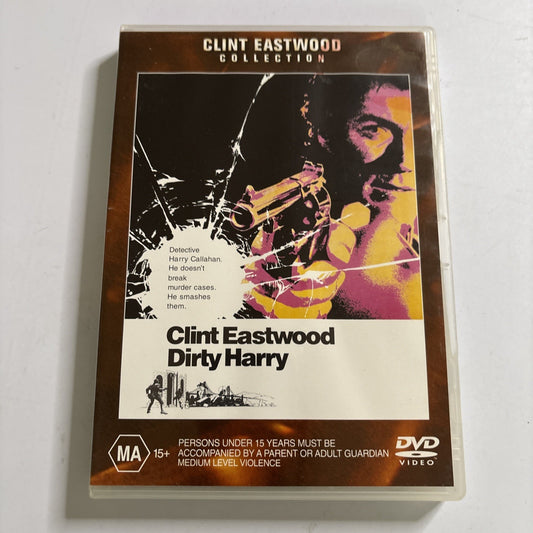 CLINT EASTWOOD
COLLECTION
Detective
Harry Callahan.
He doesn't
break
murder cases.
He smashes
them.
Clint Eastwood
Dirty Harry
MA 15+
PERSONS UNDER 15 YEARS MUST BE
ACCOMPANIED BY A PARENT OR ADULT GUARDIAN
MEDIUM LEVEL VIOLENCE
DVD
VIDEO